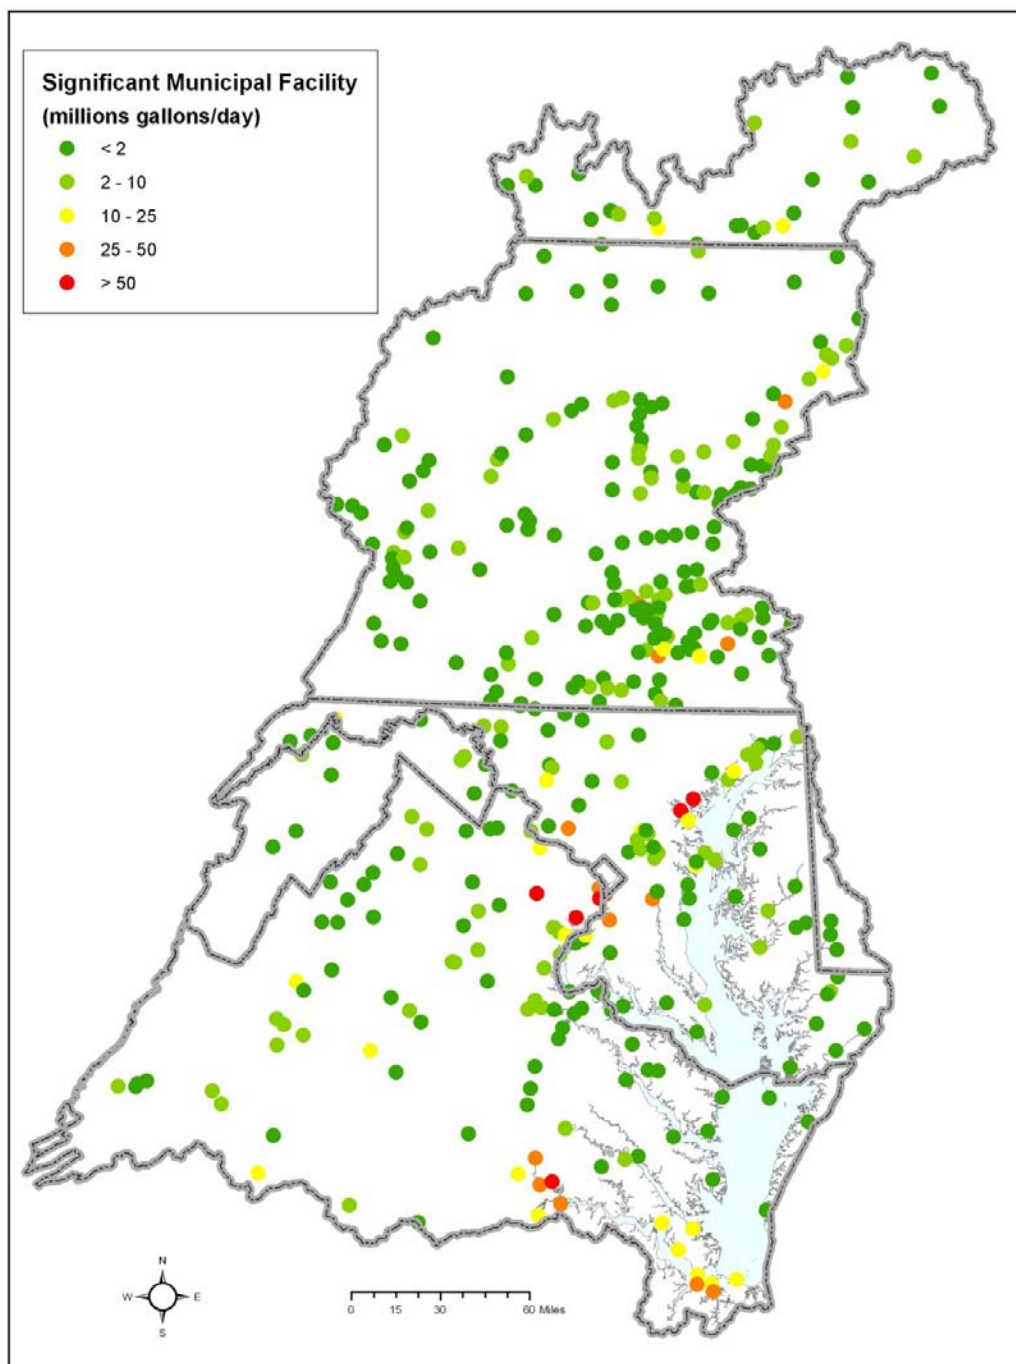 Significant Municipal Facility
(millions gallons/day)
< 2
2 - 10
10 - 25
25 - 50
> 50
N
W E
S
0 15 30 60 Miles